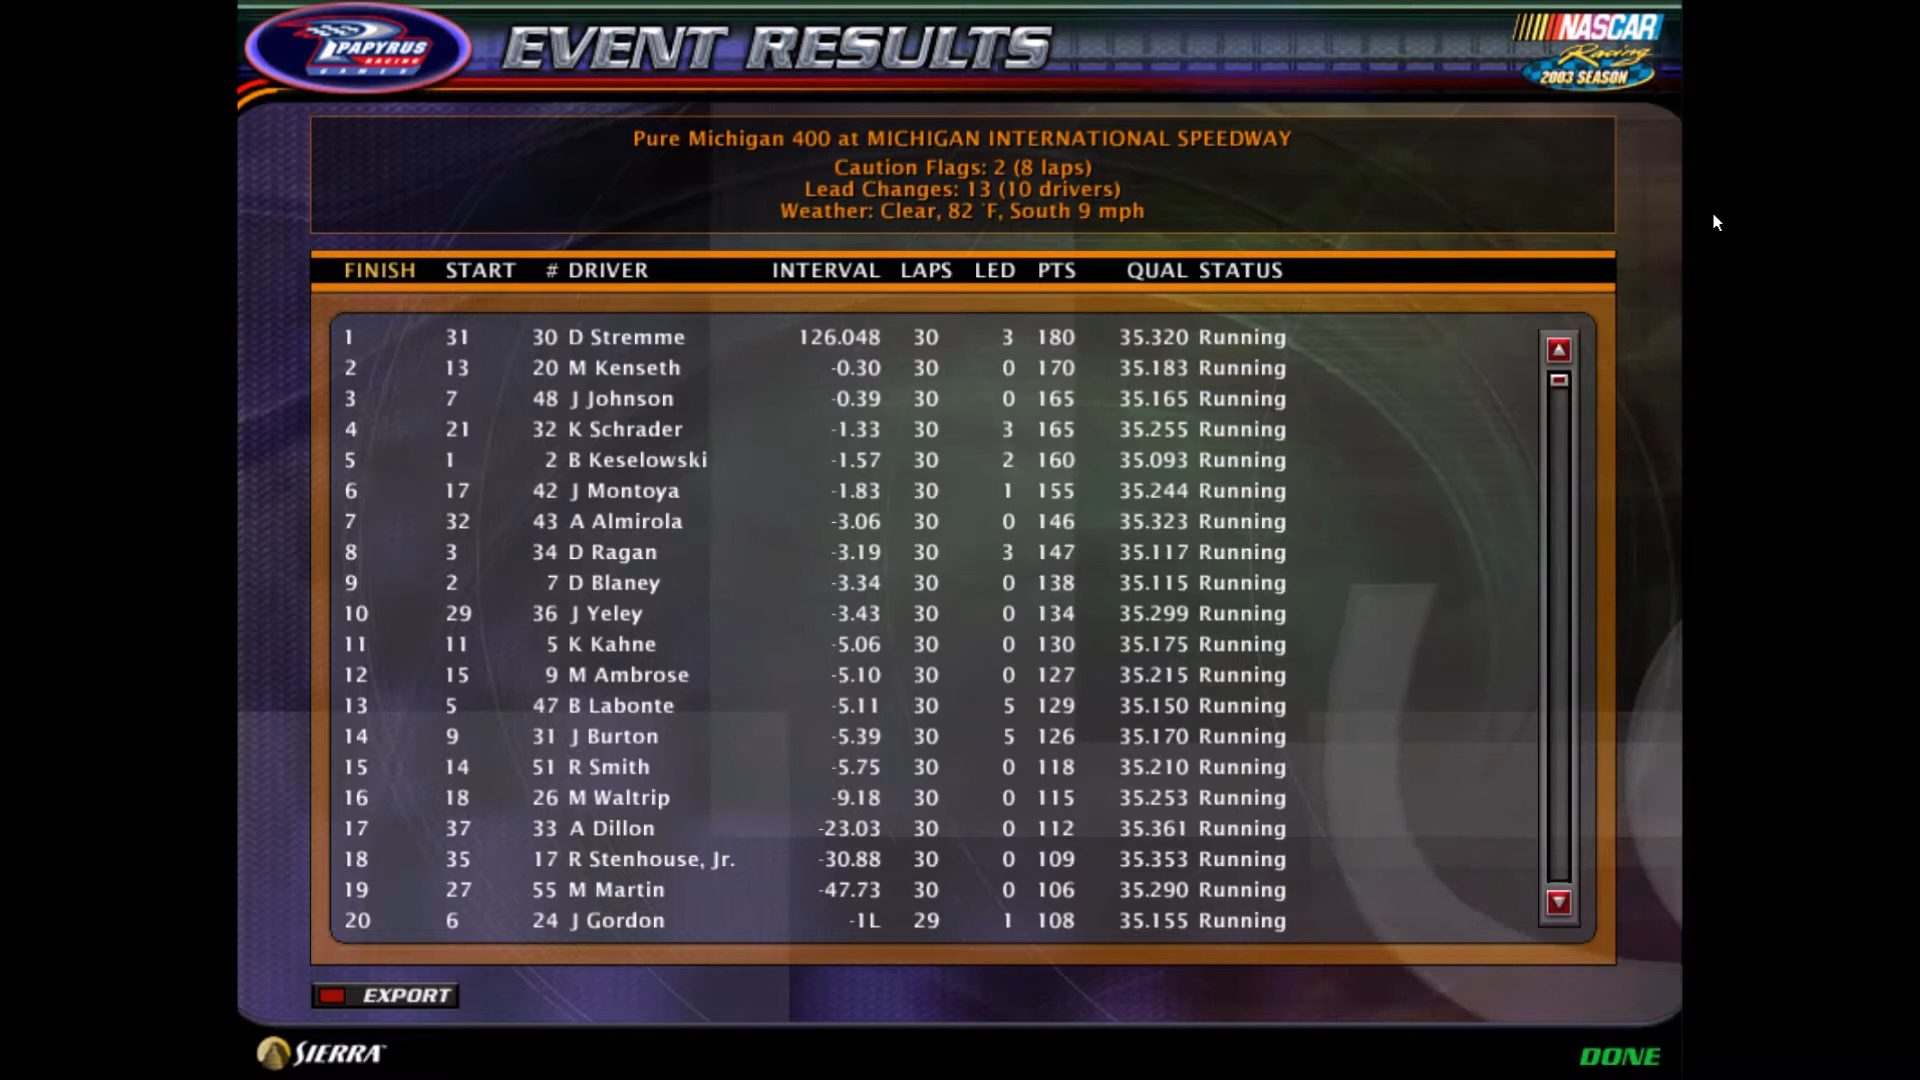 PAPYRUS
RACING
GAMES
EVENT RESULTS
NASCAR
Racing
2003 SEASON
Pure Michigan 400 at MICHIGAN INTERNATIONAL SPEEDWAY
Caution Flags: 2 (8 laps)
Lead Changes: 13 (10 drivers)
Weather: Clear, 82 °F, South 9 mph
FINISH START # DRIVER INTERVAL LAPS LED PTS QUAL STATUS
1 31 30 D Stremme 126.048 30 3 180 35.320 Running
2 13 20 M Kenseth -0.30 30 0 170 35.183 Running
3 7 48 J Johnson -0.39 30 0 165 35.165 Running
4 21 32 K Schrader -1.33 30 3 165 35.255 Running
5 1 2 B Keselowski -1.57 30 2 160 35.093 Running
6 17 42 J Montoya -1.83 30 1 155 35.244 Running
7 32 43 A Almirola -3.06 30 0 146 35.323 Running
8 3 34 D Ragan -3.19 30 3 147 35.117 Running
9 2 7 D Blaney -3.34 30 0 138 35.115 Running
10 29 36 J Yeley -3.43 30 0 134 35.299 Running
11 11 5 K Kahne -5.06 30 0 130 35.175 Running
12 15 9 M Ambrose -5.10 30 0 127 35.215 Running
13 5 47 B Labonte -5.11 30 5 129 35.150 Running
14 9 31 J Burton -5.39 30 5 126 35.170 Running
15 14 51 R Smith -5.75 30 0 118 35.210 Running
16 18 26 M Waltrip -9.18 30 0 115 35.253 Running
17 37 33 A Dillon -23.03 30 0 112 35.361 Running
18 35 17 R Stenhouse, Jr. -30.88 30 0 109 35.353 Running
19 27 55 M Martin -47.73 30 0 106 35.290 Running
20 6 24 J Gordon -1L 29 1 108 35.155 Running
EXPORT
SIERRA
DONE